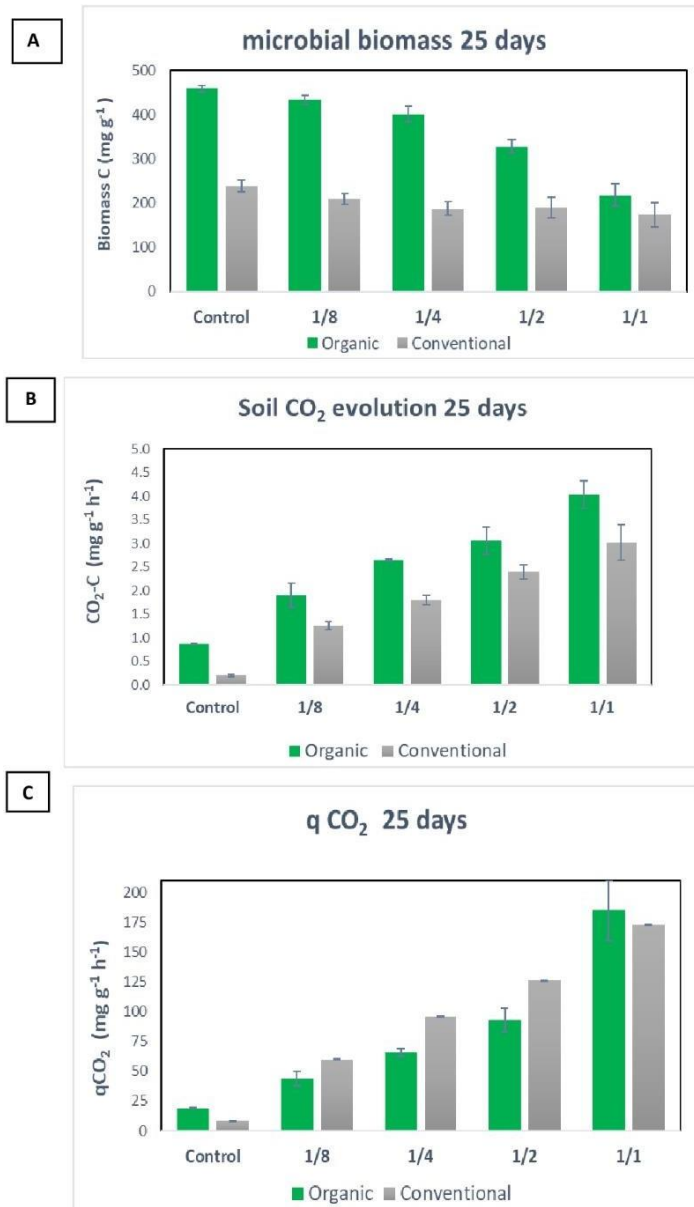 A
microbial biomass 25 days
Biomass C (mg g⁻¹)
500
400
300
200
100
0
Control 1/8 1/4 1/2 1/1
Organic Conventional
B
Soil CO₂ evolution 25 days
CO₂-C (mg g⁻¹ h⁻¹)
5.0
4.5
4.0
3.5
3.0
2.5
2.0
1.5
1.0
0.5
0.0
Control 1/8 1/4 1/2 1/1
Organic Conventional
C
q CO₂ 25 days
qCO₂ (mg g⁻¹ h⁻¹)
200
175
150
125
100
75
50
25
0
Control 1/8 1/4 1/2 1/1
Organic Conventional